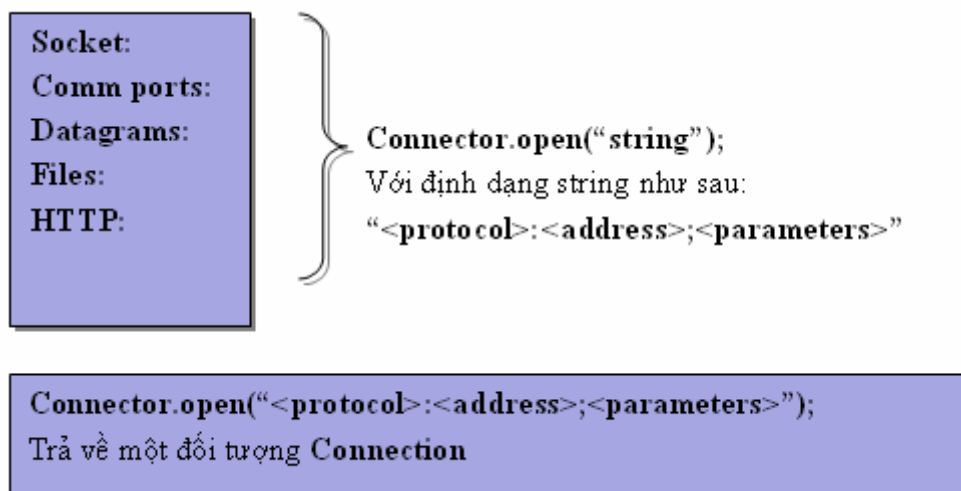 Socket:
Comm ports:
Datagrams:
Files:
HTTP:
Connector.open(“string”);
Với định dạng string như sau:
“<protocol>:<address>;<parameters>”
Connector.open(“<protocol>:<address>;<parameters>”);
Trả về một đối tượng Connection